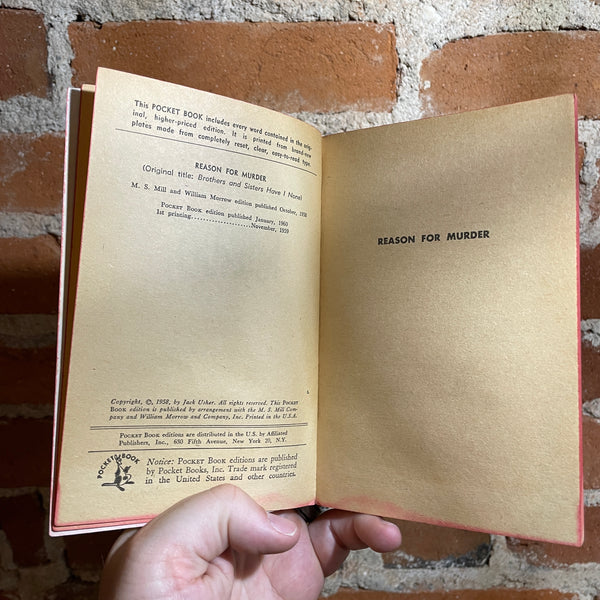 This POCKET BOOK includes every word contained in the orig-
inal, higher-priced edition. It is printed from brand-new
plates made from completely reset, clear, easy-to-read type.
REASON FOR MURDER
(Original title: Brothers and Sisters Have I None)
M. S. Mill and William Morrow edition published October, 1958
POCKET BOOK edition published January, 1960
1st printing....................November, 1959
L
Copyright, ©, 1958, by Jack Usher. All rights reserved. This POCKET
BOOK edition is published by arrangement with the M. S. Mill Com-
pany and William Morrow and Company, Inc. Printed in the U.S.A.
POCKET BOOK editions are distributed in the U.S. by Affiliated
Publishers, Inc., 630 Fifth Avenue, New York 20, N.Y.
POCKET BOOK
Notice: POCKET BOOK editions are published
by Pocket Books, Inc. Trade mark registered
in the United States and other countries.
REASON FOR MURDER